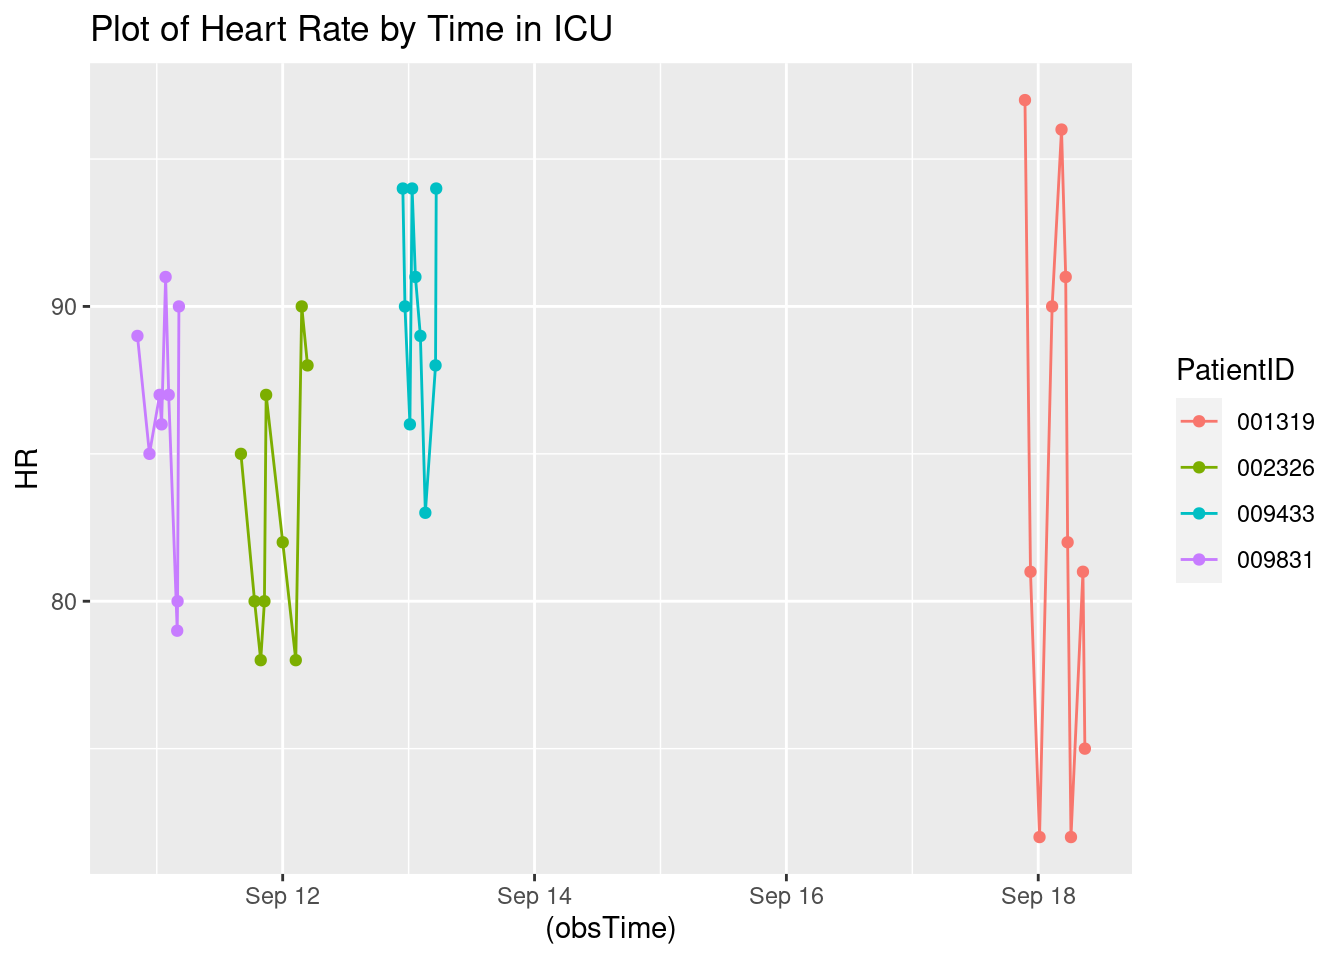 Plot of Heart Rate by Time in ICU
HR
90
80
Sep 12
Sep 14
Sep 16
Sep 18
(obsTime)
PatientID
001319
002326
009433
009831